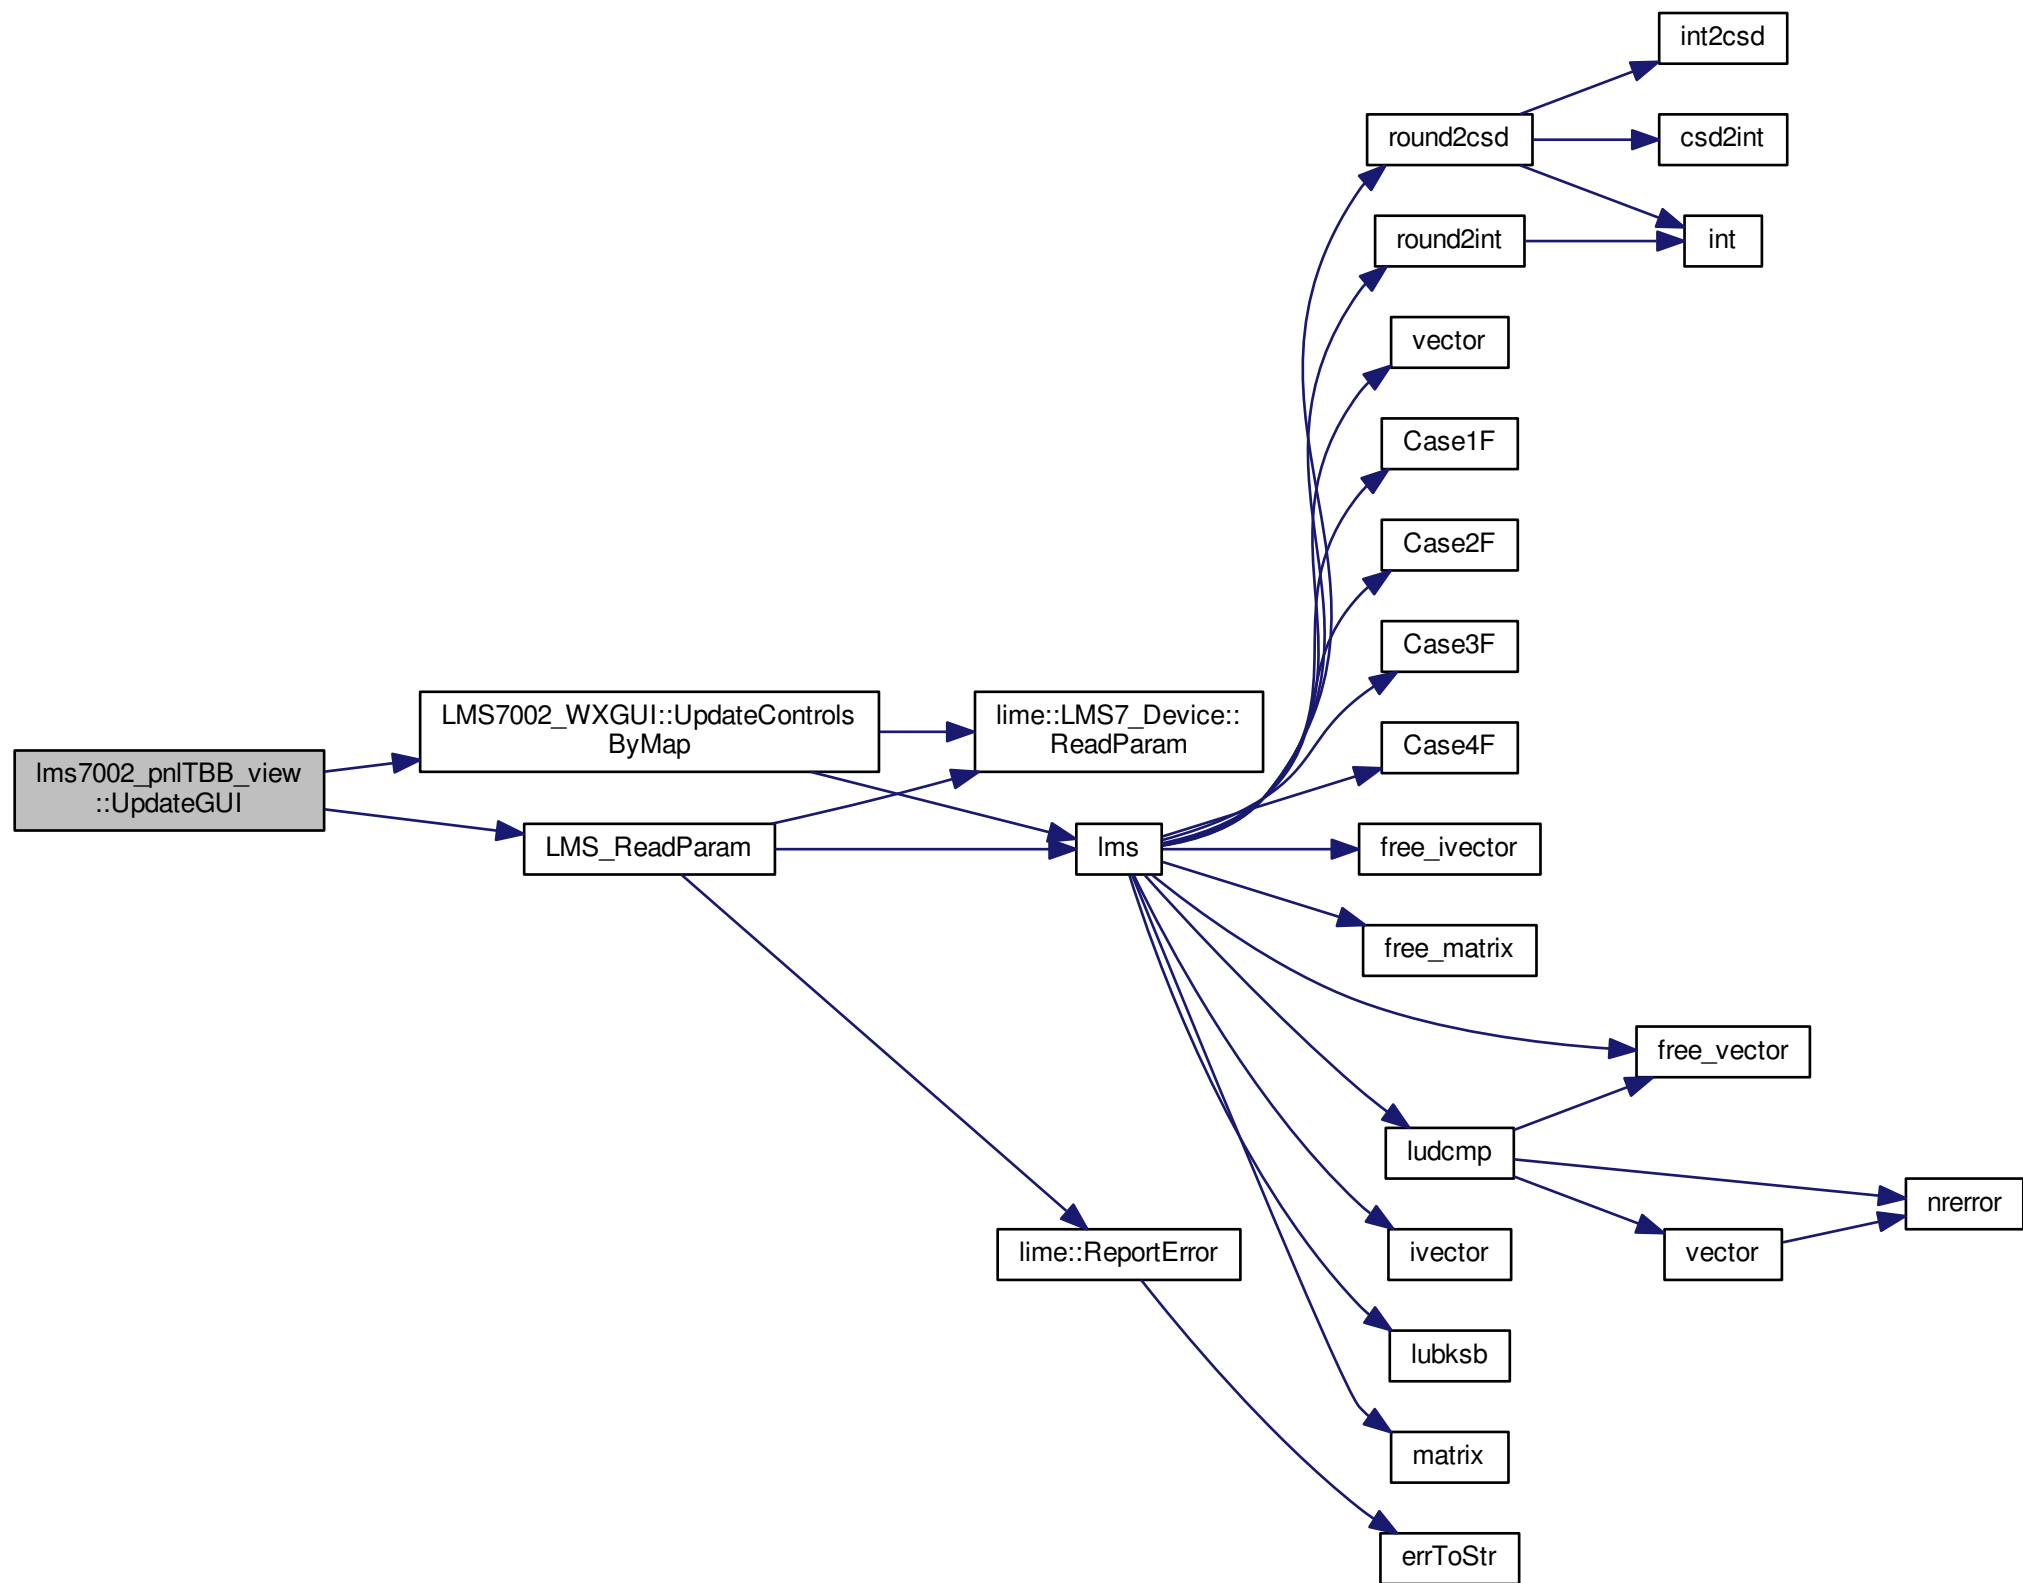 int2csd
round2csd
csd2int
round2int
int
vector
Case1F
Case2F
Case3F
Case4F
LMS7002_WXGUI::UpdateControls
ByMap
lime::LMS7_Device::
ReadParam
lms7002_pnlTBB_view
::UpdateGUI
LMS_ReadParam
lms
free_ivector
free_matrix
free_vector
ludcmp
nrerror
lime::ReportError
ivector
vector
lubksb
matrix
errToStr